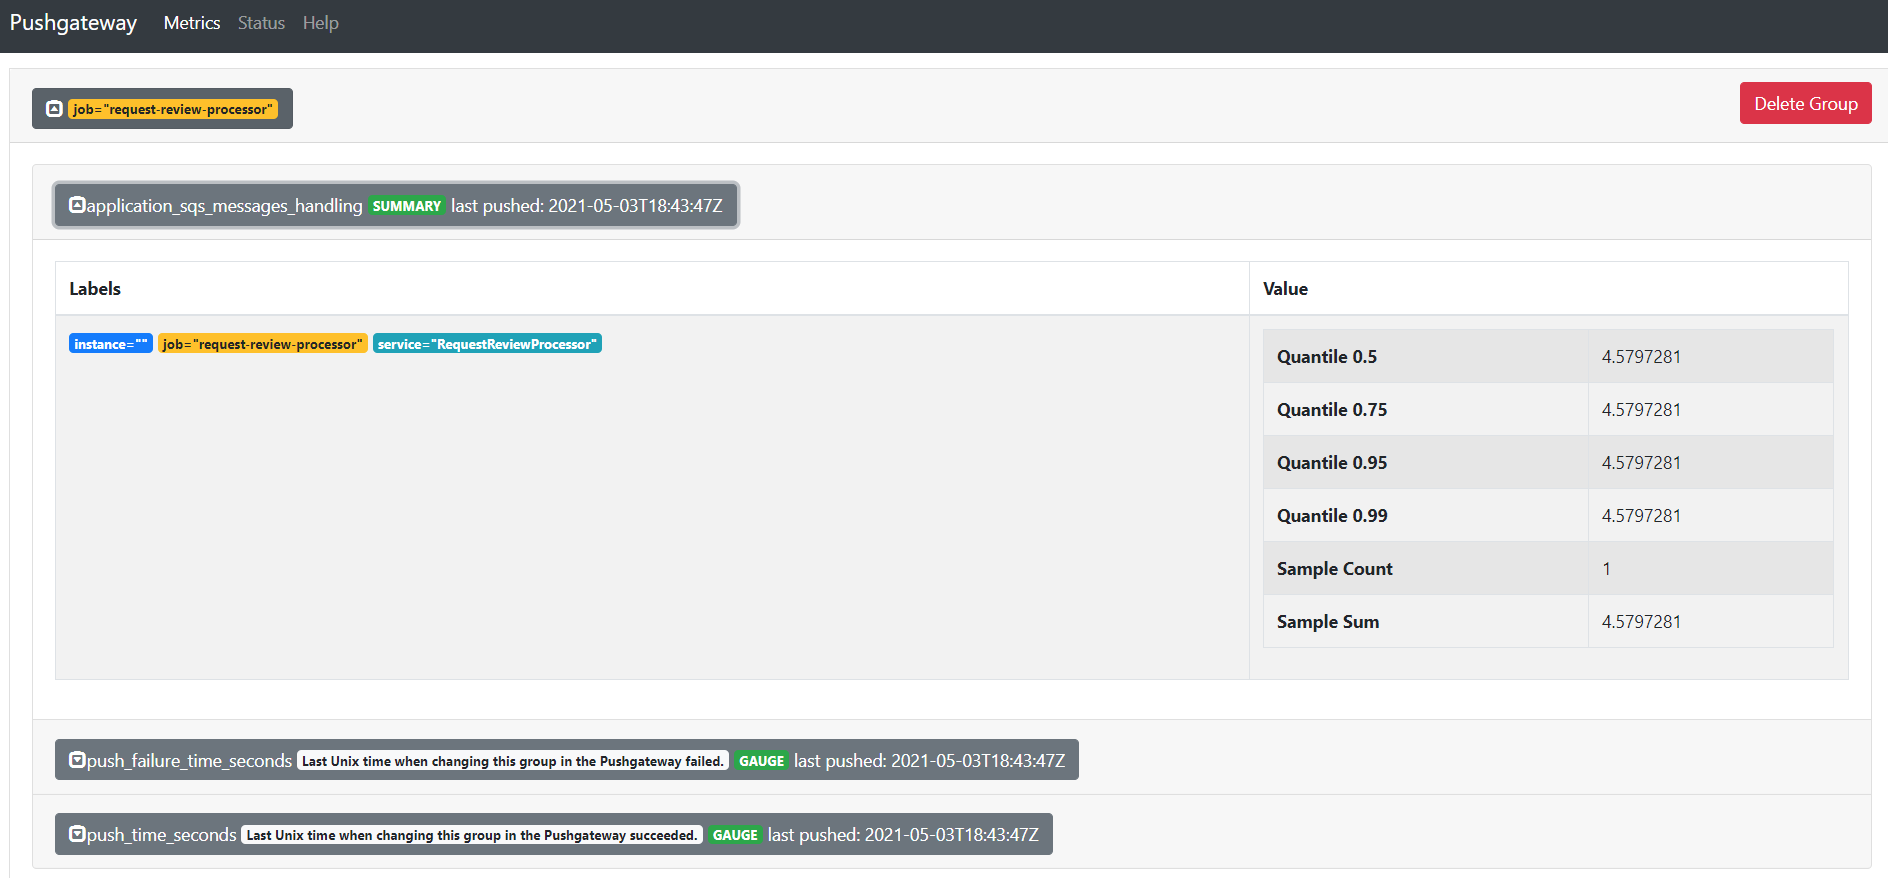 Pushgateway Metrics Status Help
job="request-review-processor" Delete Group
application_sqs_messages_handling SUMMARY last pushed: 2021-05-03T18:43:47Z
Labels Value
instance="" job="request-review-processor" service="RequestReviewProcessor"
Quantile 0.5 4.5797281
Quantile 0.75 4.5797281
Quantile 0.95 4.5797281
Quantile 0.99 4.5797281
Sample Count 1
Sample Sum 4.5797281
push_failure_time_seconds Last Unix time when changing this group in the Pushgateway failed. GAUGE last pushed: 2021-05-03T18:43:47Z
push_time_seconds Last Unix time when changing this group in the Pushgateway succeeded. GAUGE last pushed: 2021-05-03T18:43:47Z